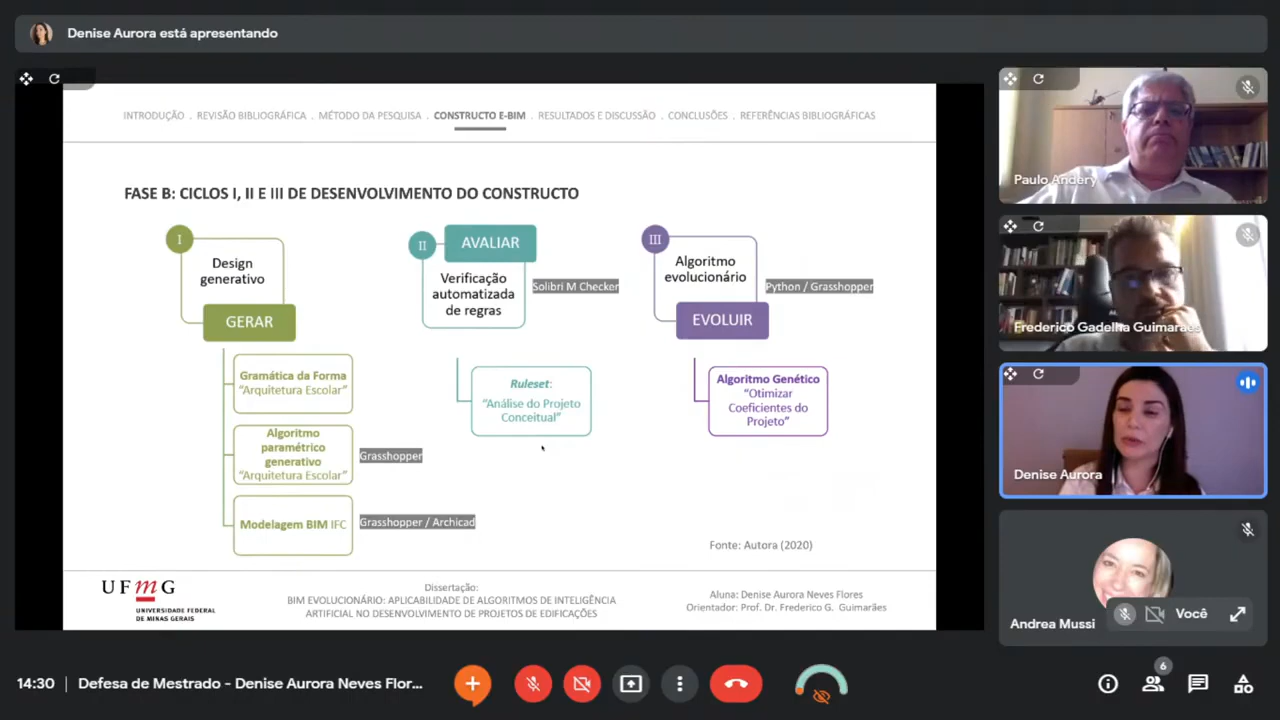 Denise Aurora está apresentando
INTRODUÇÃO . REVISÃO BIBLIOGRÁFICA . MÉTODO DA PESQUISA . CONSTRUCTO E-BIM . RESULTADOS E DISCUSSÃO . CONCLUSÕES . REFERÊNCIAS BIBLIOGRÁFICAS
FASE B: CICLOS I, II E III DE DESENVOLVIMENTO DO CONSTRUCTO
I
Design
generativo
GERAR
Gramática da Forma
“Arquitetura Escolar”
Algoritmo
paramétrico
generativo
“Arquitetura Escolar”
Grasshopper
Modelagem BIM IFC
Grasshopper / Archicad
II
AVALIAR
Verificação
automatizada
de regras
Solibri M Checker
Ruleset:
“Análise do Projeto
Conceitual”
III
Algoritmo
evolucionário
Python / Grasshopper
EVOLUIR
Algoritmo Genético
“Otimizar
Coeficientes do
Projeto”
Fonte: Autora (2020)
UFMG
UNIVERSIDADE FEDERAL
DE MINAS GERAIS
Dissertação:
BIM EVOLUCIONÁRIO: APLICABILIDADE DE ALGORITMOS DE INTELIGÊNCIA
ARTIFICIAL NO DESENVOLVIMENTO DE PROJETOS DE EDIFICAÇÕES
Aluna: Denise Aurora Neves Flores
Orientador: Prof. Dr. Frederico G. Guimarães
Paulo Andery
Frederico Gadelha Guimarães
Denise Aurora
Andrea Mussi
Você
14:30 | Defesa de Mestrado - Denise Aurora Neves Flor...
6